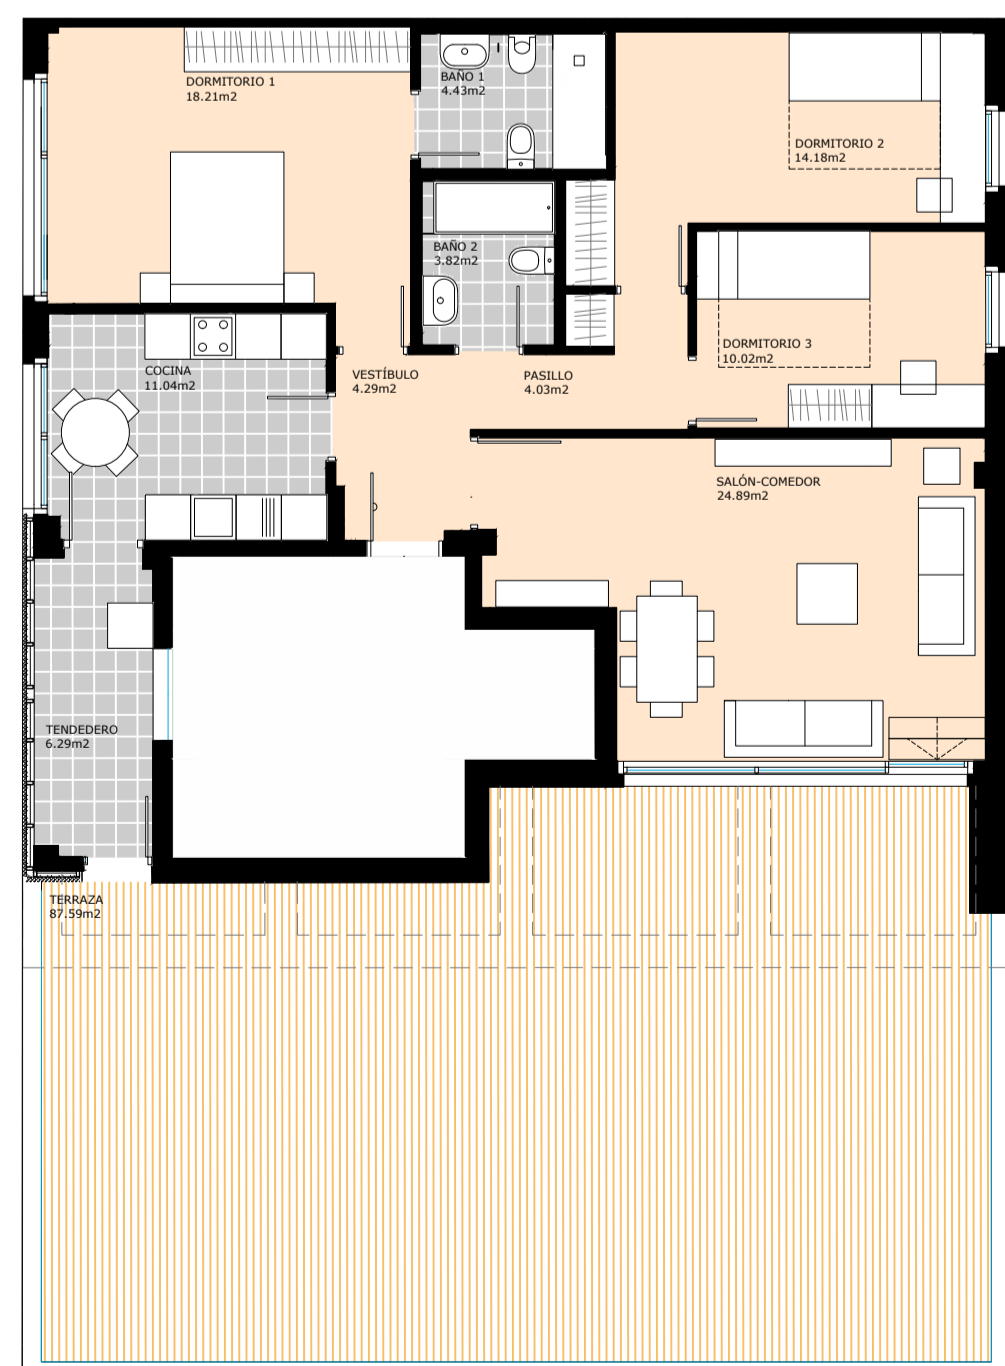 DORMITORIO 1
18.21m2
BAÑO 1
4.43m2
DORMITORIO 2
14.18m2
BAÑO 2
3.82m2
DORMITORIO 3
10.02m2
COCINA
11.04m2
VESTÍBULO
4.29m2
PASILLO
4.03m2
SALÓN-COMEDOR
24.89m2
TENDEDERO
6.29m2
TERRAZA
87.59m2